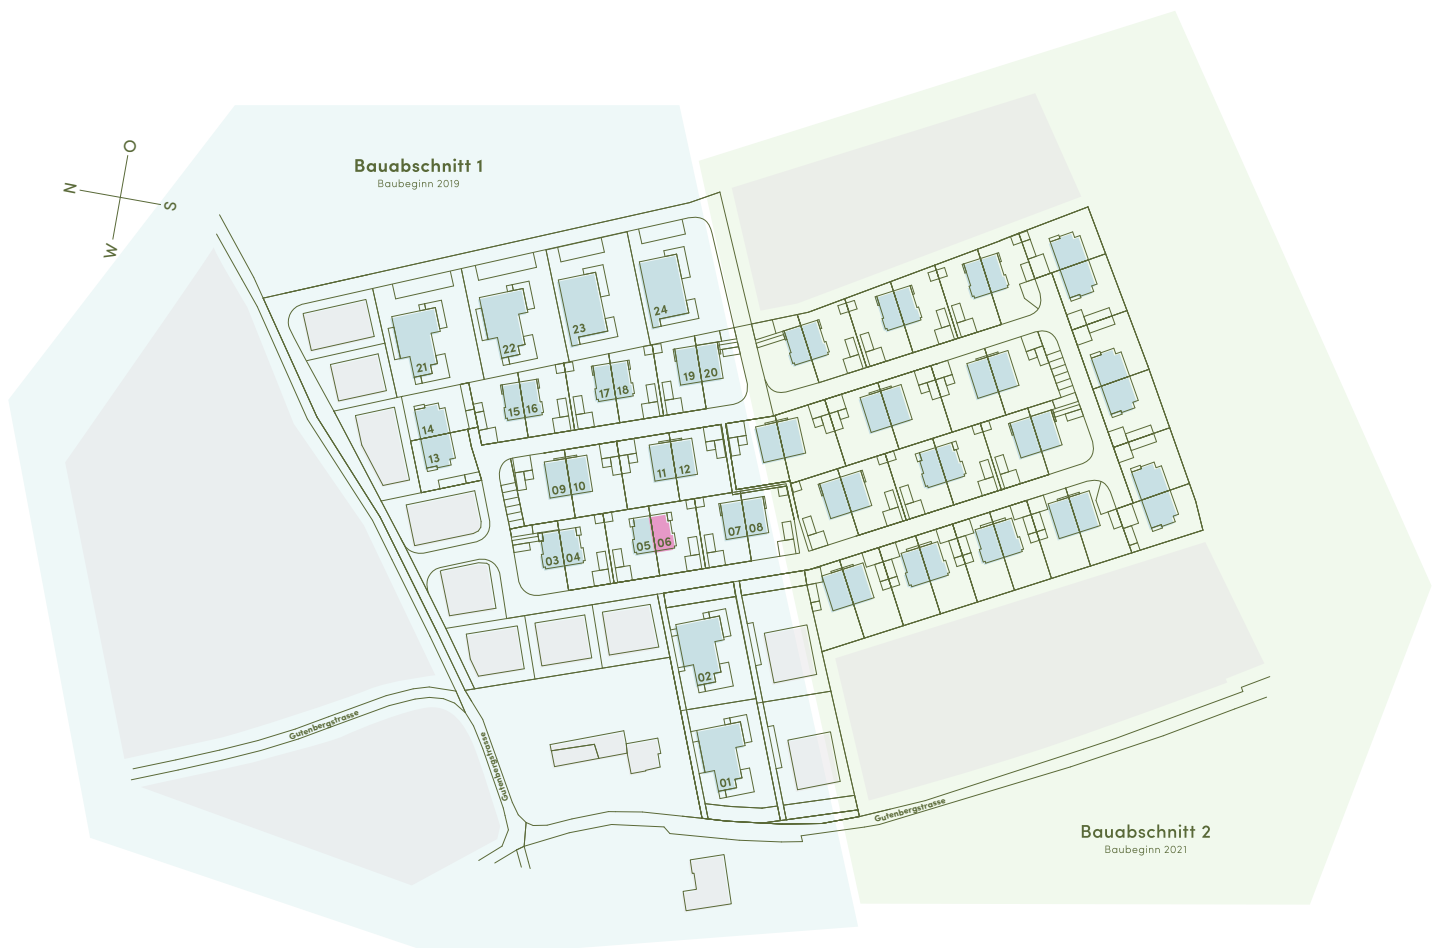 O
N
S
W
Bauabschnitt 1
Baubeginn 2019
24
23
22
21
19 20
17 18
15 16
14
13
11 12
09 10
07 08
05 06
03 04
02
01
Gutenbergstrasse
Gutenbergstrasse
Gutenbergstrasse
Bauabschnitt 2
Baubeginn 2021